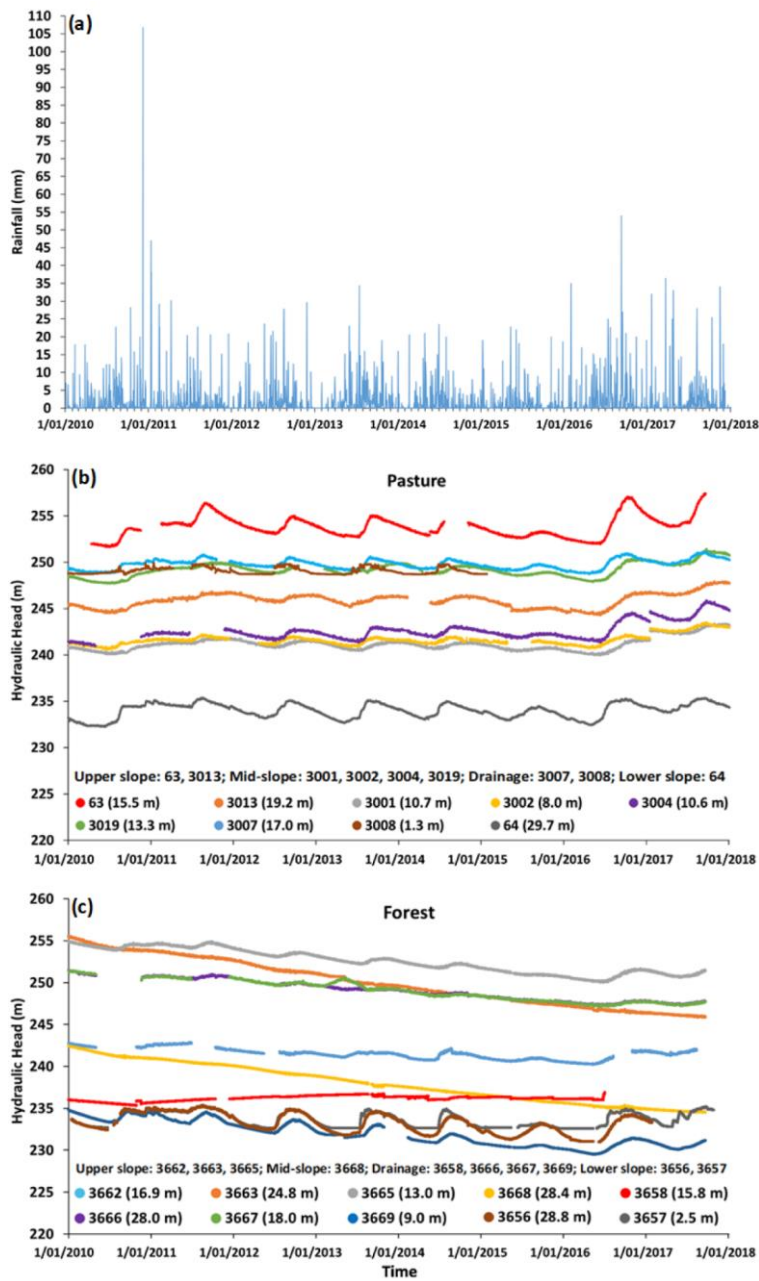 (a)
Rainfall (mm)
110
105
100
95
90
85
80
75
70
65
60
55
50
45
40
35
30
25
20
15
10
5
0
1/01/2010 1/01/2011 1/01/2012 1/01/2013 1/01/2014 1/01/2015 1/01/2016 1/01/2017 1/01/2018
(b)
Pasture
Hydraulic Head (m)
260
255
250
245
240
235
230
225
220
Upper slope: 63, 3013; Mid-slope: 3001, 3002, 3004, 3019; Drainage: 3007, 3008; Lower slope: 64
63 (15.5 m) 3013 (19.2 m) 3001 (10.7 m) 3002 (8.0 m) 3004 (10.6 m)
3019 (13.3 m) 3007 (17.0 m) 3008 (1.3 m) 64 (29.7 m)
1/01/2010 1/01/2011 1/01/2012 1/01/2013 1/01/2014 1/01/2015 1/01/2016 1/01/2017 1/01/2018
(c)
Forest
Hydraulic Head (m)
260
255
250
245
240
235
230
225
220
Upper slope: 3662, 3663, 3665; Mid-slope: 3668; Drainage: 3658, 3666, 3667, 3669; Lower slope: 3656, 3657
3662 (16.9 m) 3663 (24.8 m) 3665 (13.0 m) 3668 (28.4 m) 3658 (15.8 m)
3666 (28.0 m) 3667 (18.0 m) 3669 (9.0 m) 3656 (28.8 m) 3657 (2.5 m)
1/01/2010 1/01/2011 1/01/2012 1/01/2013 1/01/2014 1/01/2015 1/01/2016 1/01/2017 1/01/2018
Time